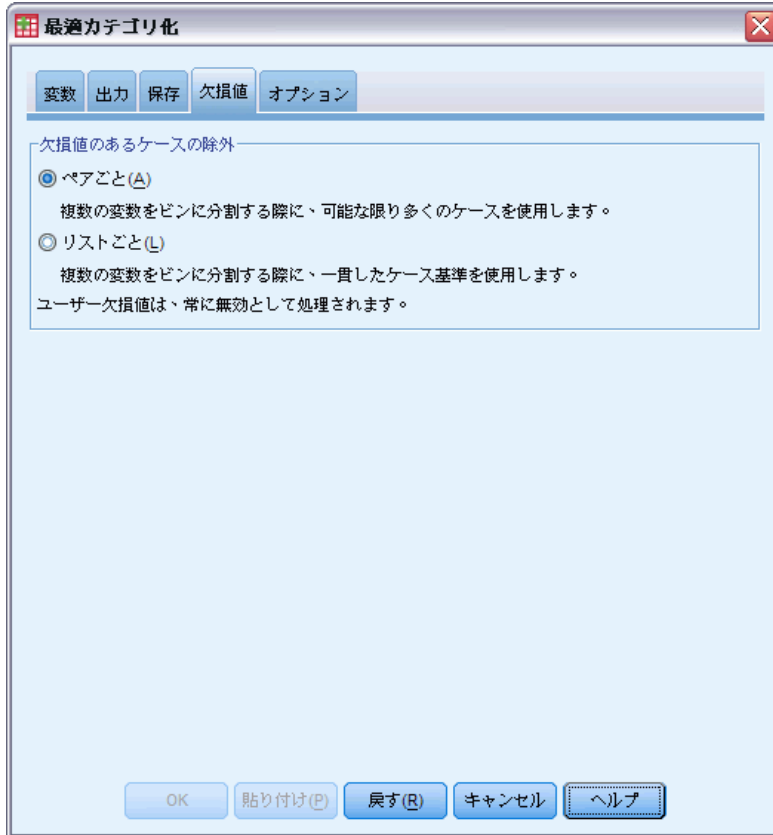 最適カテゴリ化
変数 出力 保存 欠損値 オプション
欠損値のあるケースの除外
ペアごと(A)
複数の変数をビンに分割する際に、可能な限り多くのケースを使用します。
リストごと(L)
複数の変数をビンに分割する際に、一貫したケース基準を使用します。
ユーザー欠損値は、常に無効として処理されます。
OK 貼り付け(P) 戻す(R) キャンセル ヘルプ